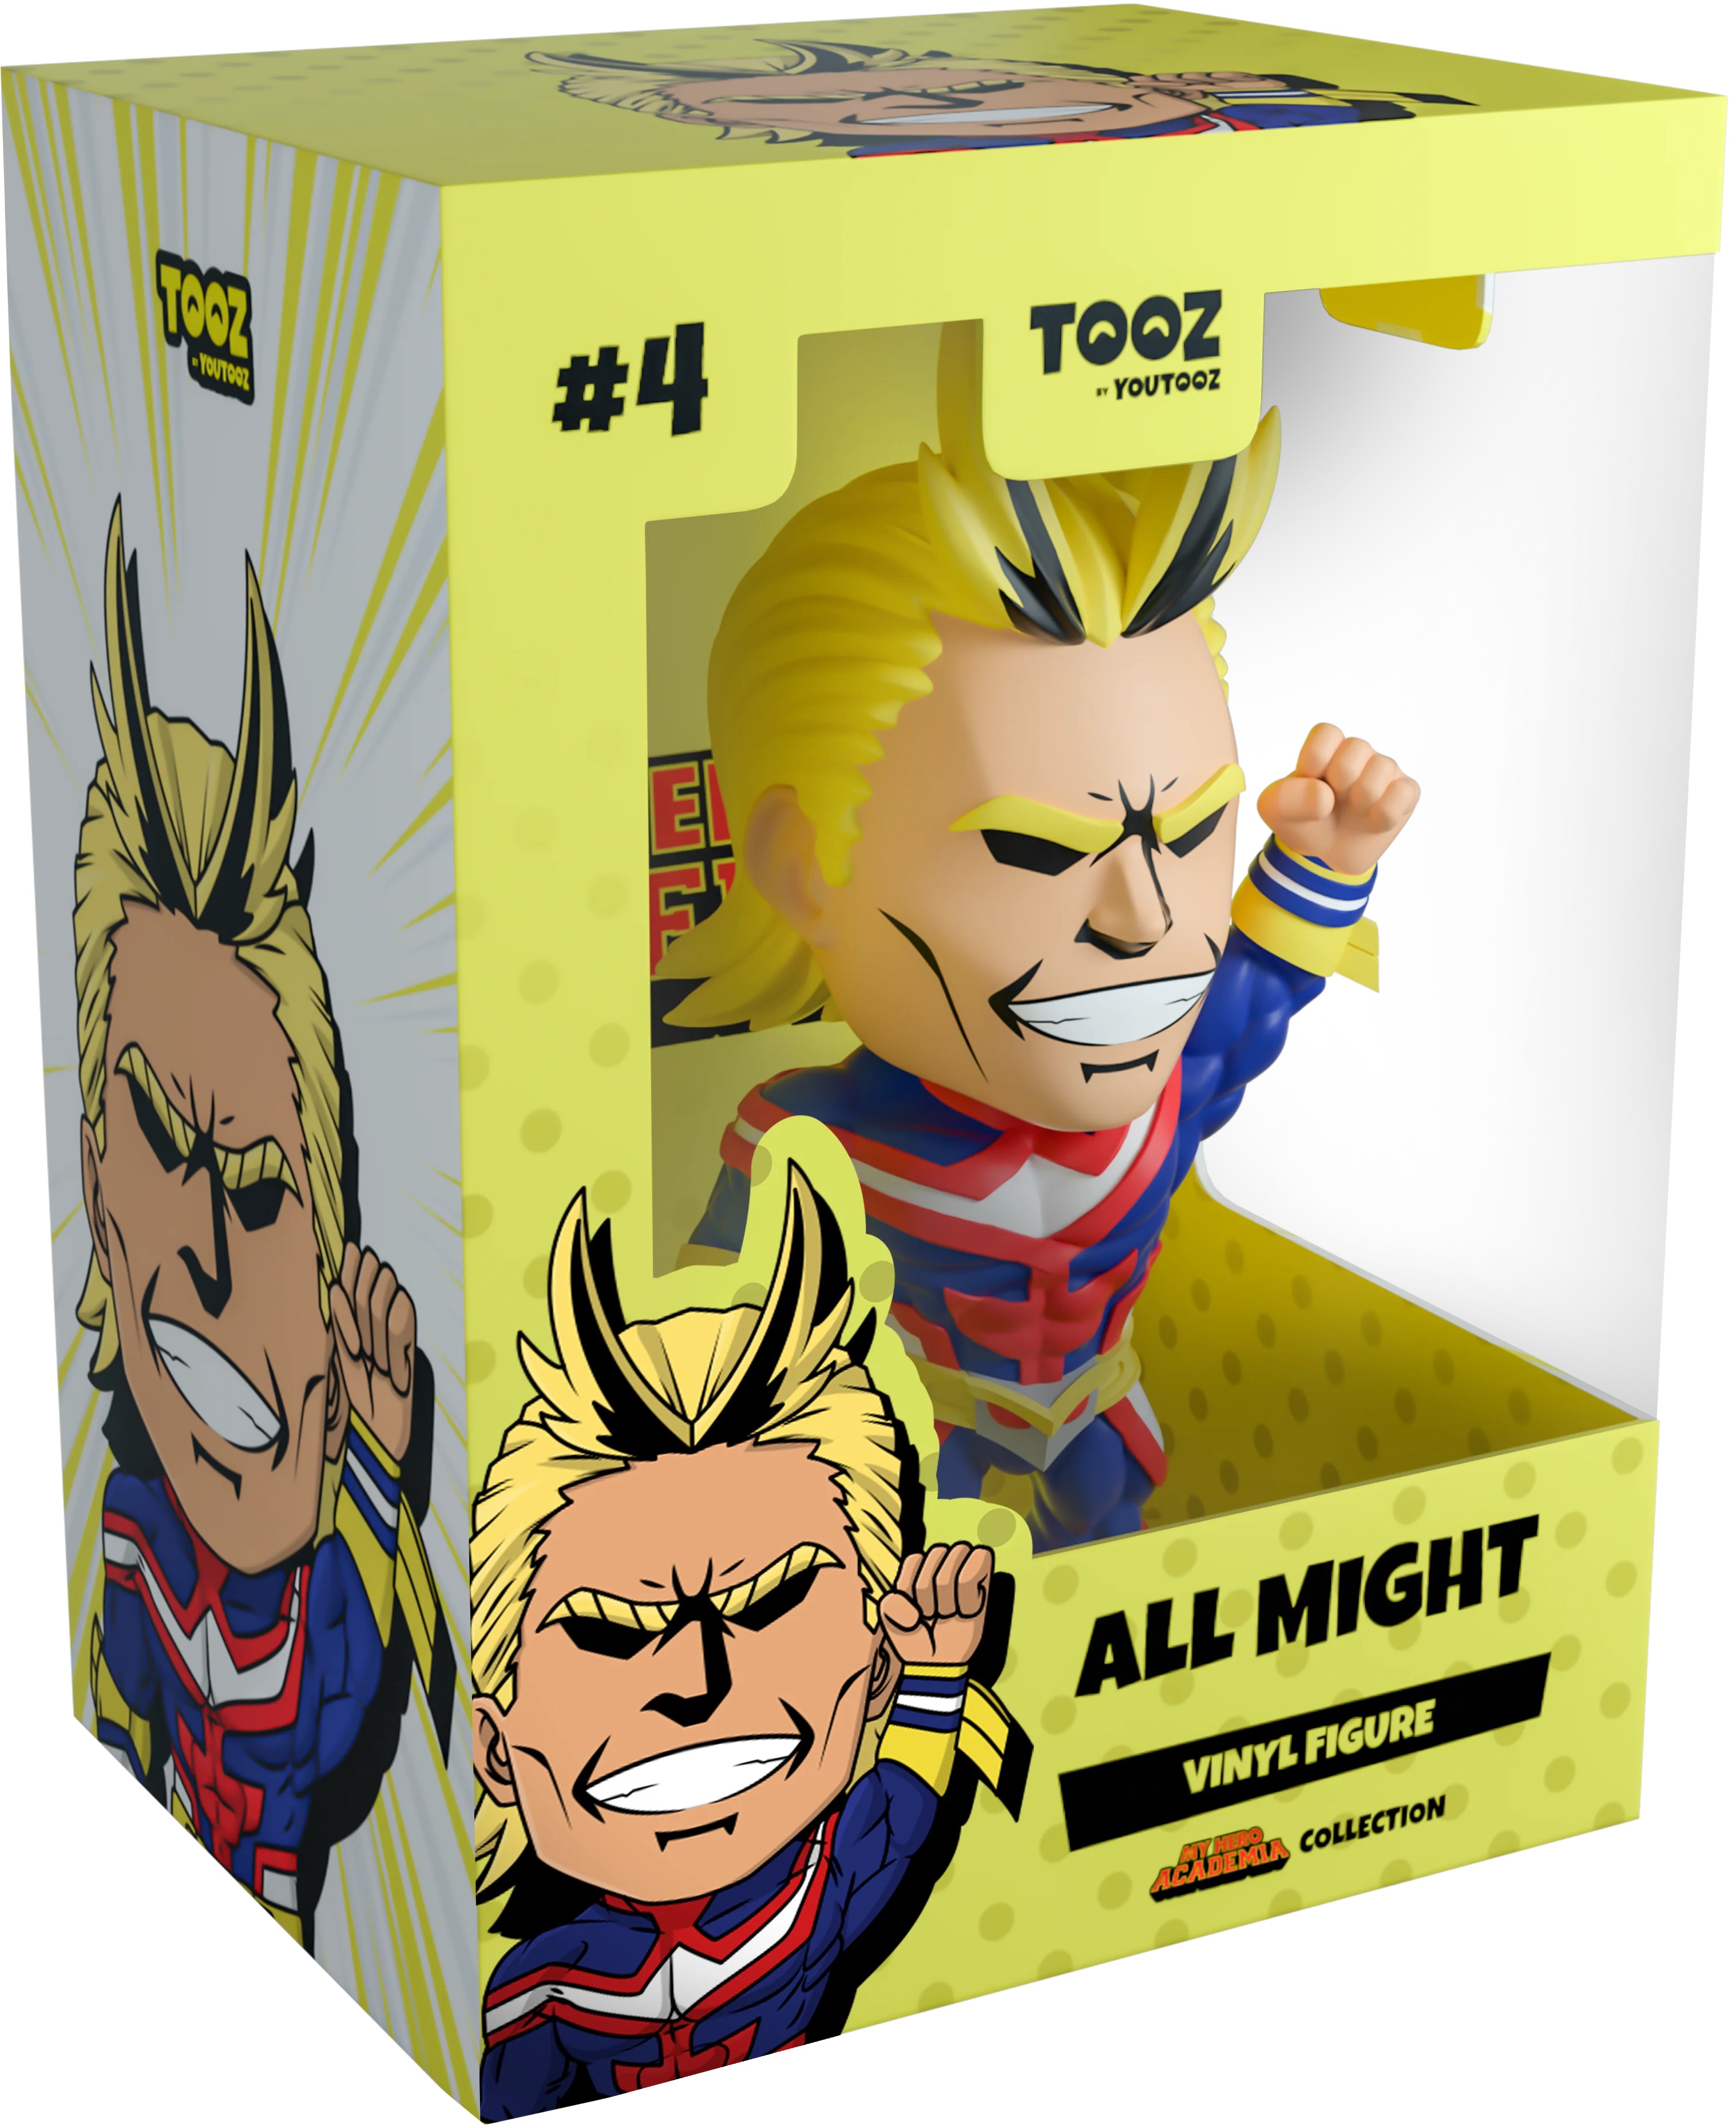 TOOZ
BY YOUTOOZ
#4
TOOZ
BY YOUTOOZ
ALL MIGHT
VINYL FIGURE
MY HERO
ACADEMIA COLLECTION